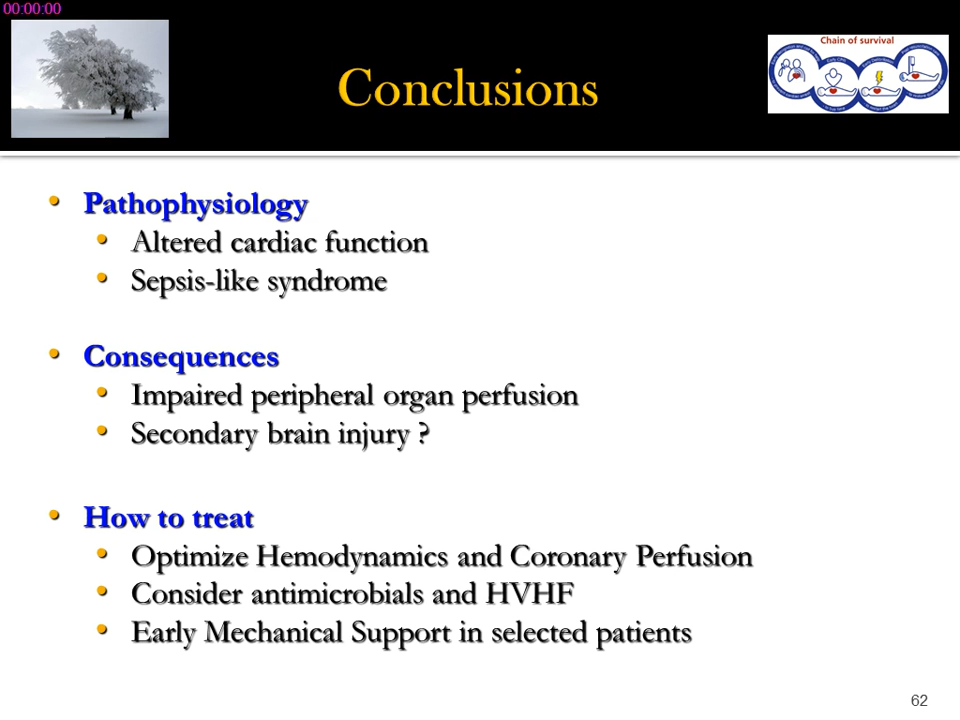 00:00:00
Conclusions
Chain of survival
• Pathophysiology
• Altered cardiac function
• Sepsis-like syndrome
• Consequences
• Impaired peripheral organ perfusion
• Secondary brain injury ?
• How to treat
• Optimize Hemodynamics and Coronary Perfusion
• Consider antimicrobials and HVHF
• Early Mechanical Support in selected patients
62